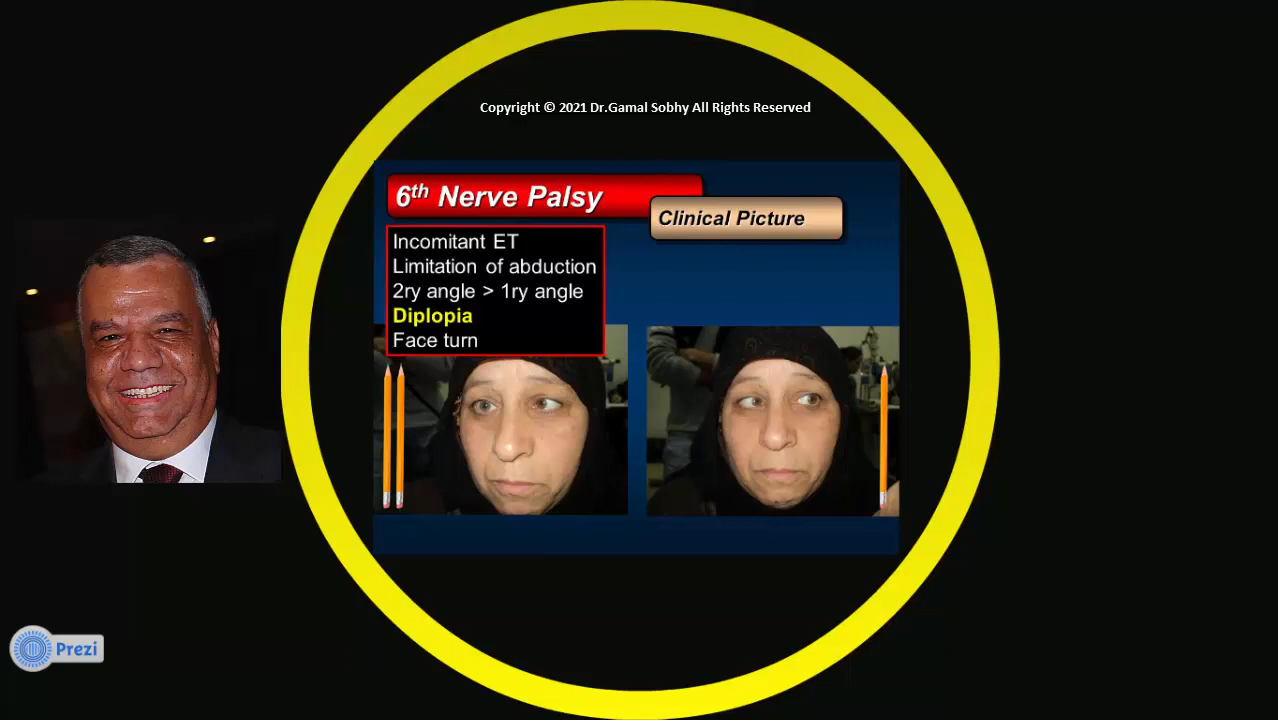 Copyright © 2021 Dr.Gamal Sobhy All Rights Reserved
6th Nerve Palsy
Clinical Picture
Incomitant ET
Limitation of abduction
2ry angle > 1ry angle
Diplopia
Face turn
Prezi